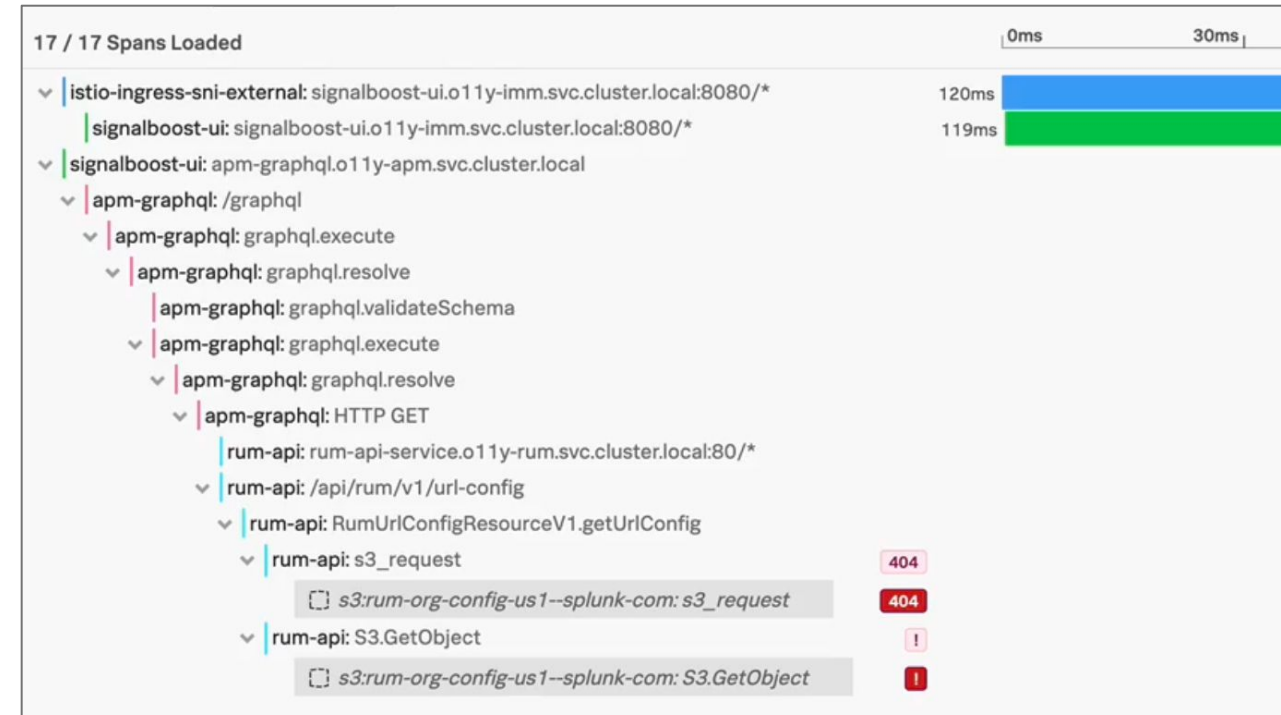 17 / 17 Spans Loaded 0ms 30ms
istio-ingress-sni-external: signalboost-ui.o11y-imm.svc.cluster.local:8080/* 120ms
signalboost-ui: signalboost-ui.o11y-imm.svc.cluster.local:8080/* 119ms
signalboost-ui: apm-graphql.o11y-apm.svc.cluster.local
apm-graphql: /graphql
apm-graphql: graphql.execute
apm-graphql: graphql.resolve
apm-graphql: graphql.validateSchema
apm-graphql: graphql.execute
apm-graphql: graphql.resolve
apm-graphql: HTTP GET
rum-api: rum-api-service.o11y-rum.svc.cluster.local:80/*
rum-api: /api/rum/v1/url-config
rum-api: RumUrlConfigResourceV1.getUrlConfig
rum-api: s3_request 404
s3:rum-org-config-us1--splunk-com: s3_request 404
rum-api: S3.GetObject !
s3:rum-org-config-us1--splunk-com: S3.GetObject !